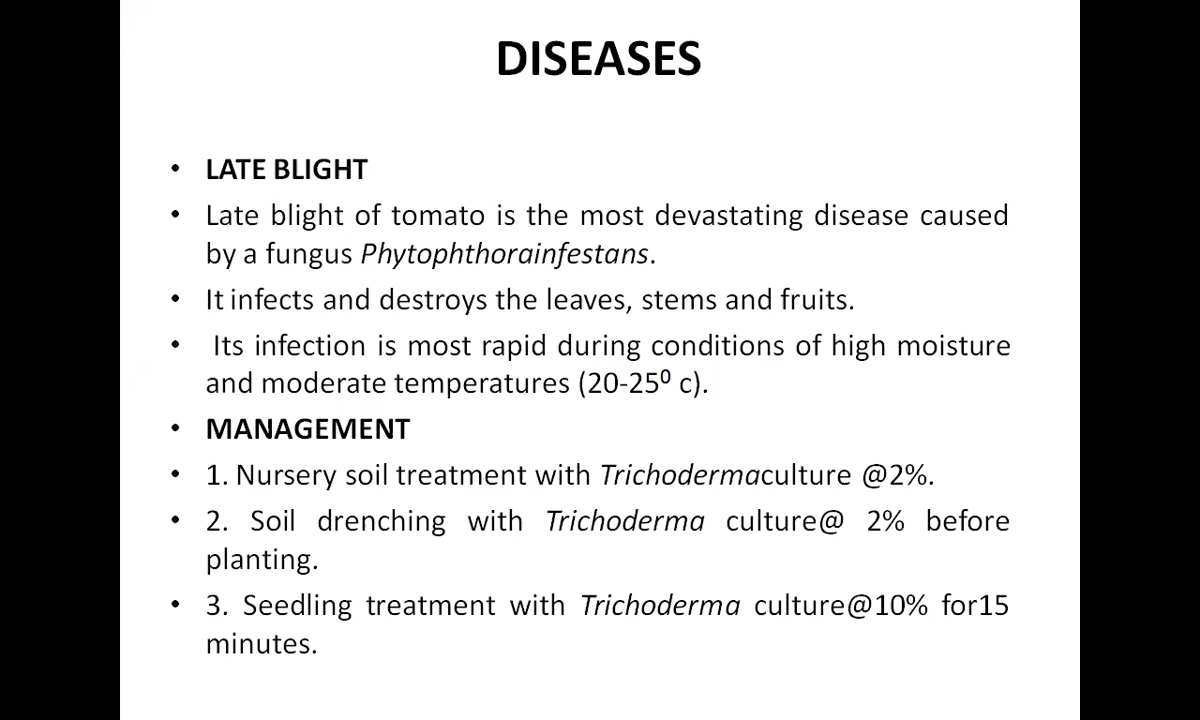 DISEASES
• LATE BLIGHT
• Late blight of tomato is the most devastating disease caused
by a fungus Phytophthorainfestans.
• It infects and destroys the leaves, stems and fruits.
• Its infection is most rapid during conditions of high moisture
and moderate temperatures (20-25⁰ c).
• MANAGEMENT
• 1. Nursery soil treatment with Trichodermaculture @2%.
• 2. Soil drenching with Trichoderma culture@ 2% before
planting.
• 3. Seedling treatment with Trichoderma culture@10% for15
minutes.